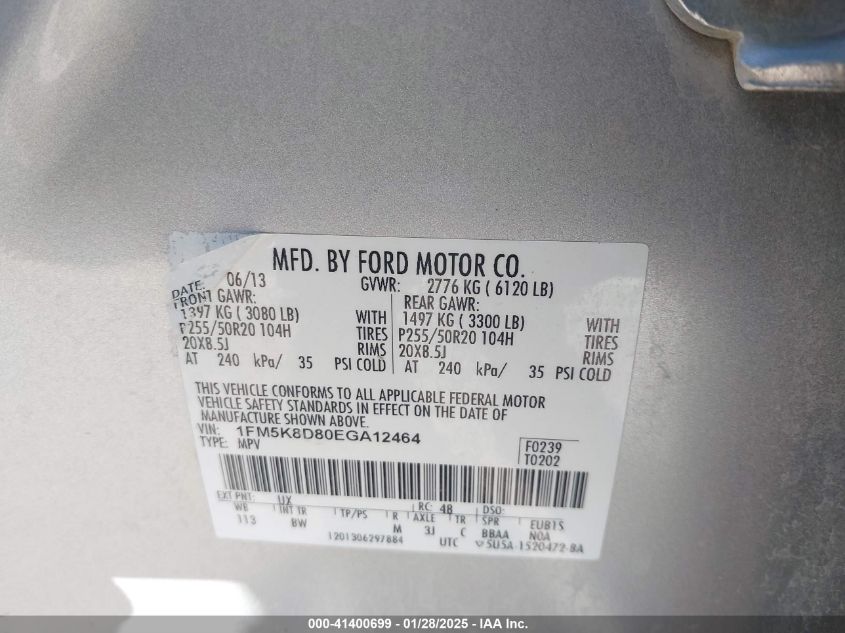 MFD. BY FORD MOTOR CO.
DATE: 06/13 GVWR: 2776 KG ( 6120 LB)
FRONT GAWR: REAR GAWR:
1397 KG ( 3080 LB) WITH 1497 KG ( 3300 LB) WITH
P255/50R20 104H TIRES P255/50R20 104H TIRES
20X8.5J RIMS 20X8.5J RIMS
AT 240 kPa/ 35 PSI COLD AT 240 kPa/ 35 PSI COLD
THIS VEHICLE CONFORMS TO ALL APPLICABLE FEDERAL MOTOR
VEHICLE SAFETY STANDARDS IN EFFECT ON THE DATE OF
MANUFACTURE SHOWN ABOVE.
VIN: 1FM5K8D80EGA12464 F0239
TYPE: MPV T0202
EXT PNT: UX RC: 48 DSO:
WB INT TR TP/PS R AXLE TR SPR EUB1S
113 BW M 3J C BBAA NOA
1201306297884 UTC SU5A-1520472-BA
000-41400699 - 01/28/2025 - IAA Inc.